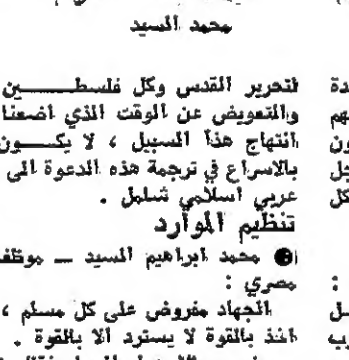 محمد السيد
لتحرير القدس وكل فلسطين
والتعويض عن الوقت الذي اضعنا
انتهاج هذا السبيل ، لا يكون
بالاسراع في ترجمة هذه الدعوة الى
عربي اسلامي شامل .
تنظيم الموارد
محمد ابراهيم السيد — موظف
مصري :
الجهاد مفروض على كل مسلم ،
اخذ بالقوة لا يسترد الا بالقوة .